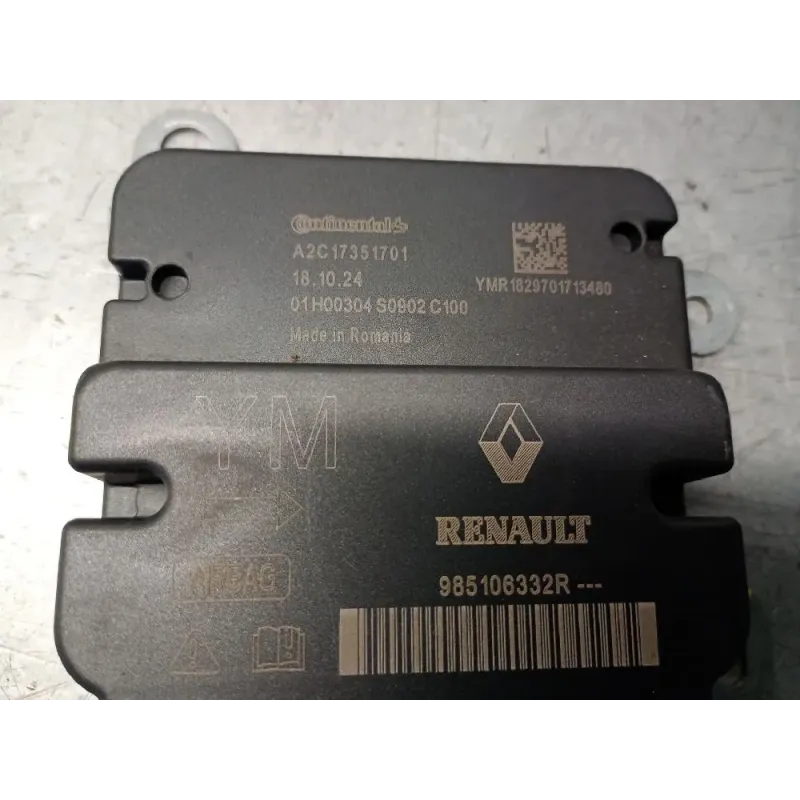 Continental
A2C17351701
18.10.24
01H00304 S0902 C100
Made in Romania
YMR1829701713480
YM
RENAULT
AIRBAG
985106332R ---